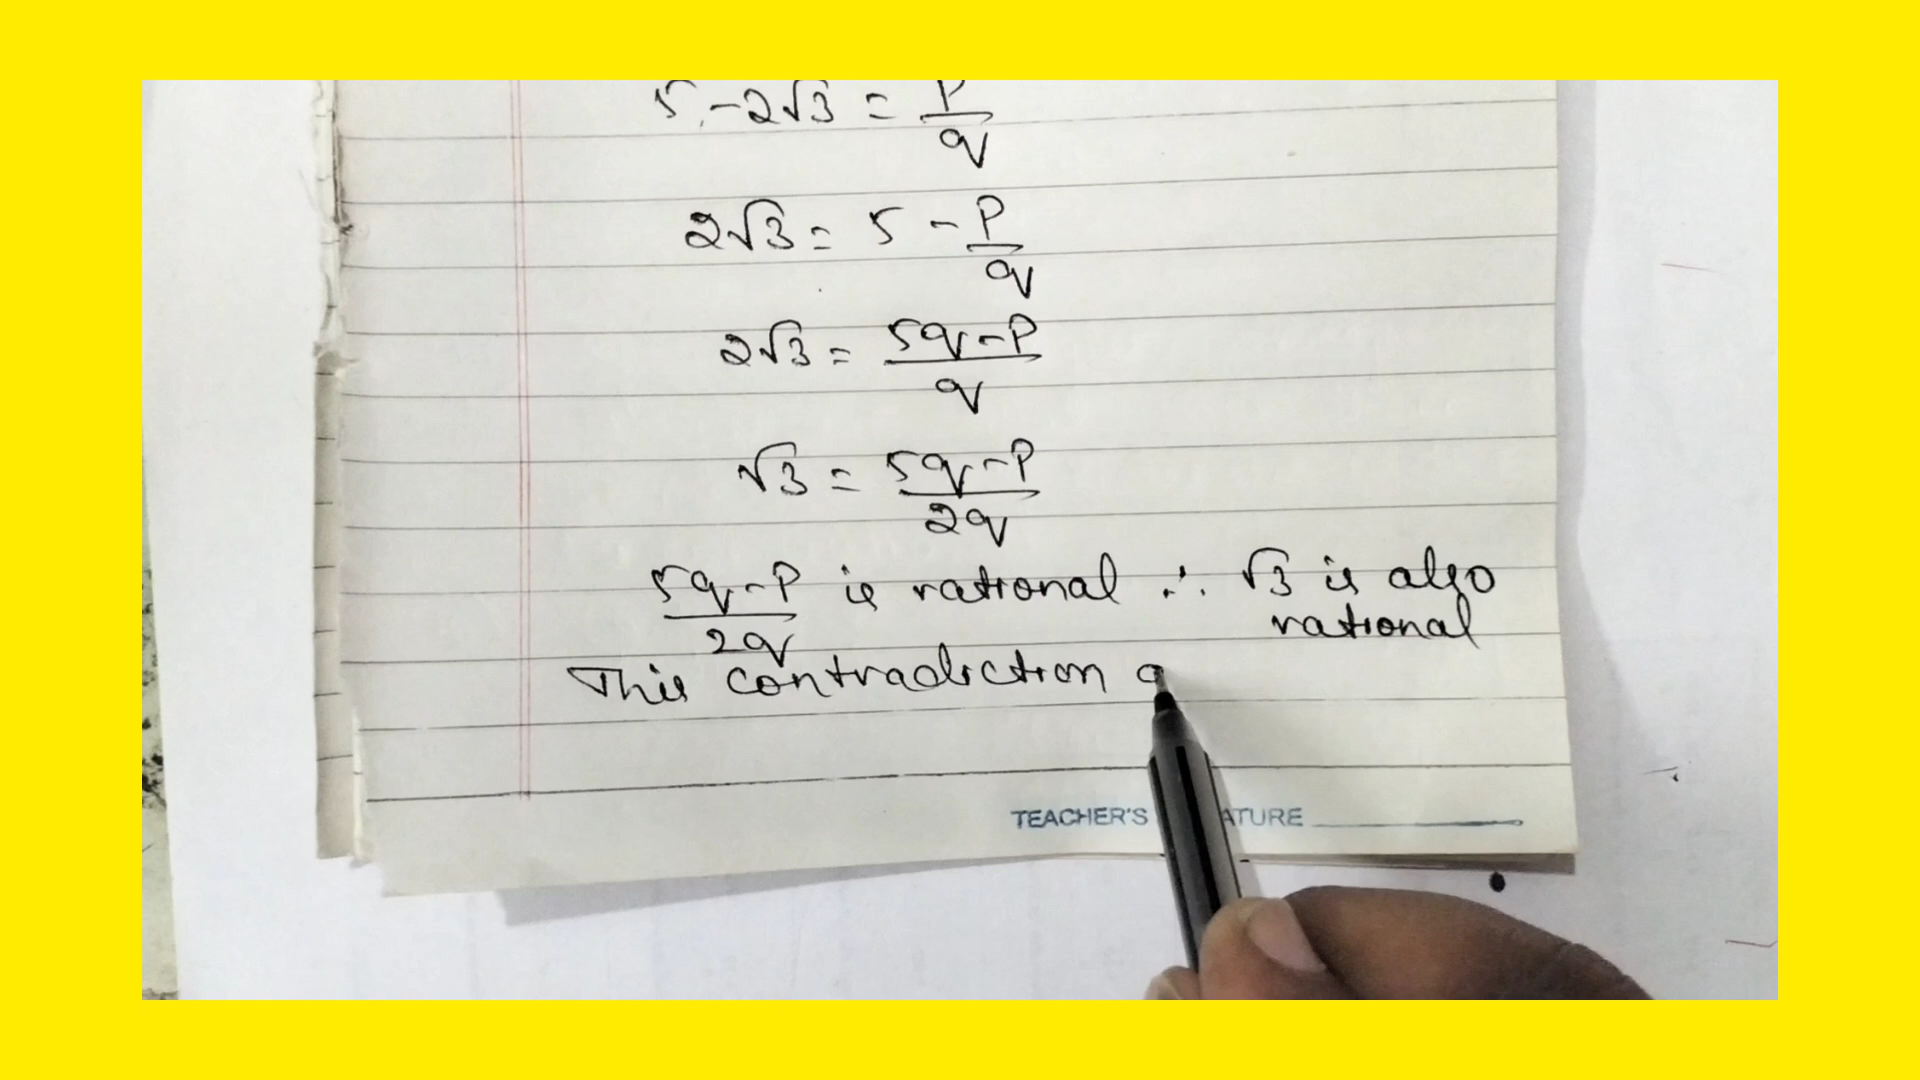 5 - 2√3 = P/q
2√3 = 5 - P/q
2√3 = 5q-P/q
√3 = 5q-P/2q
5q-P/2q is rational ∴ √3 is also
rational
This contradiction a
TEACHER'S ATURE